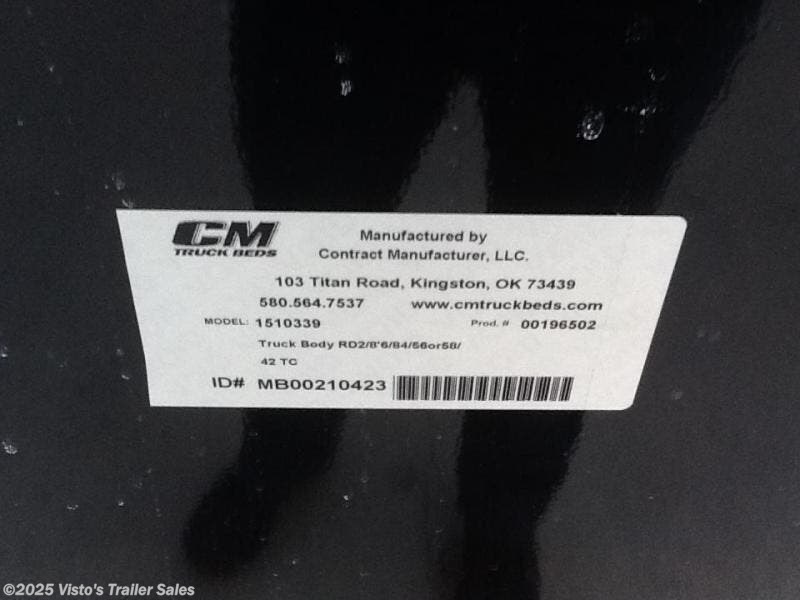 CM
TRUCK BEDS
Manufactured by
Contract Manufacturer, LLC.
103 Titan Road, Kingston, OK 73439
580.564.7537 www.cmtruckbeds.com
MODEL: 1510339 Prod. # 00196502
Truck Body RD2/8'6/84/56or58/
42 TC
ID# MB00210423
©2025 Visto's Trailer Sales